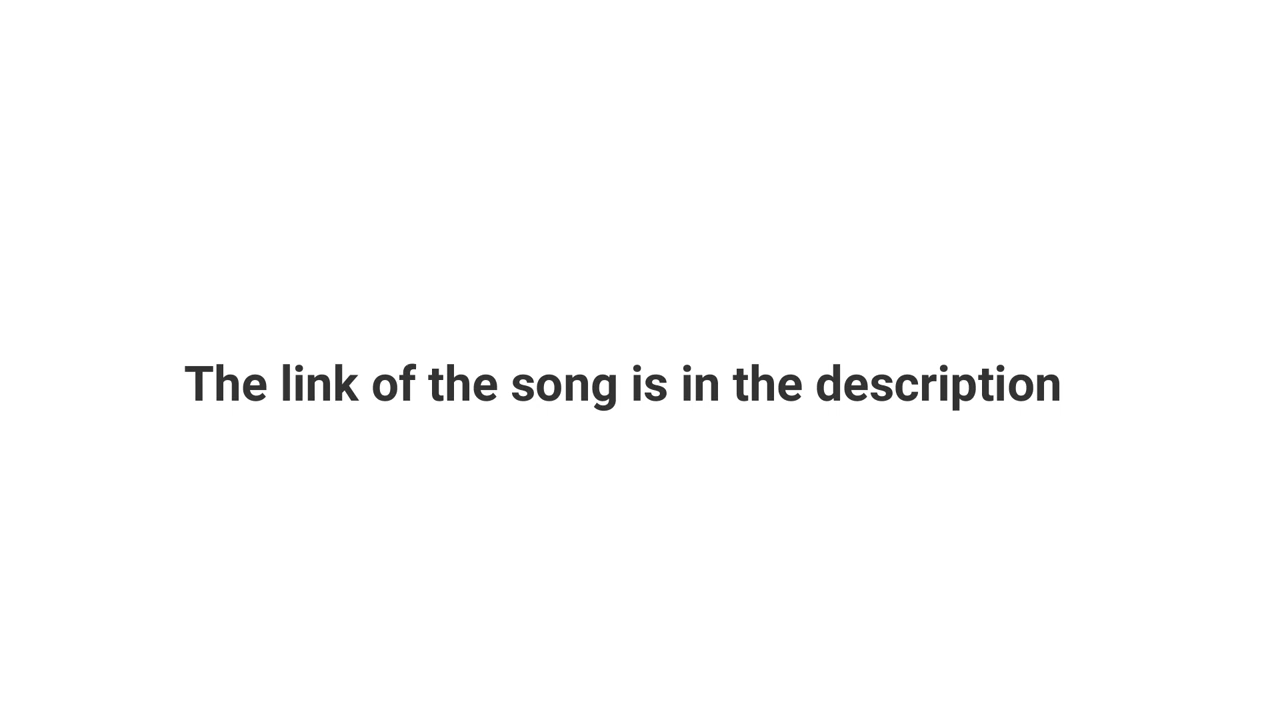 The link of the song is in the description